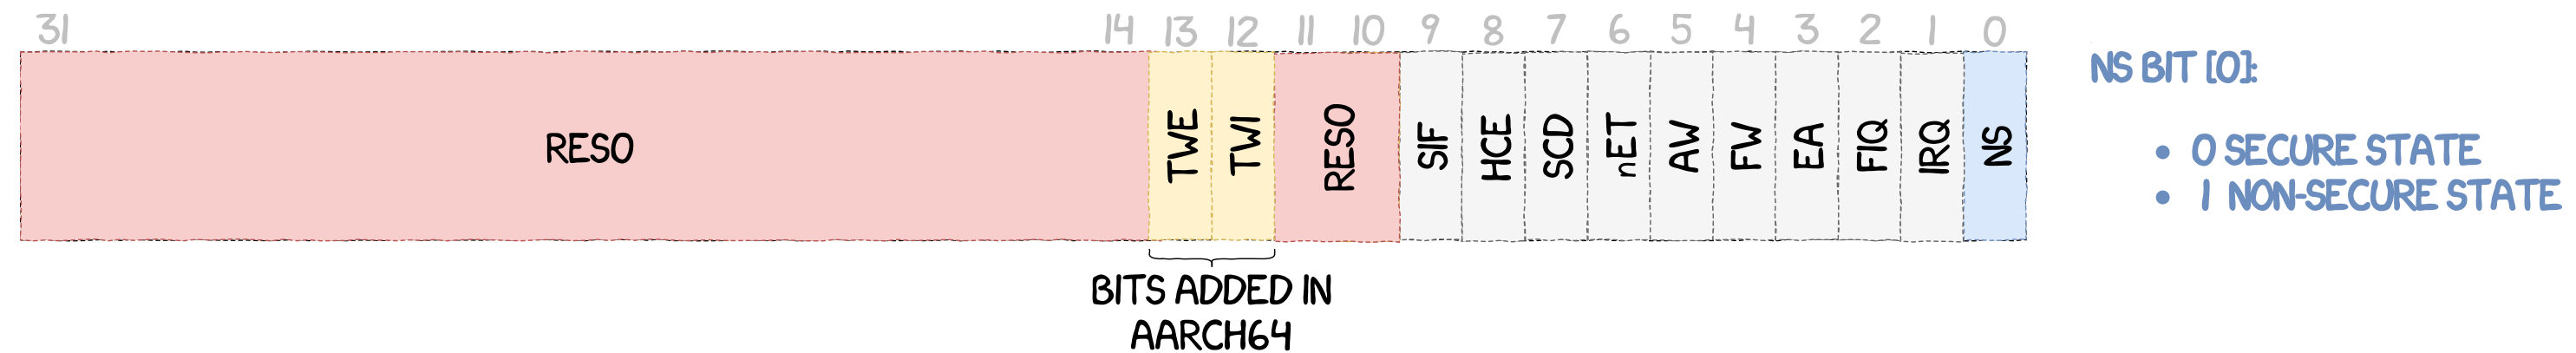 31 14 13 12 11 10 9 8 7 6 5 4 3 2 1 0
RES0 TWE TWI RES0 SIF HCE SCD nET AW FW EA FIQ IRQ NS
BITS ADDED IN
AARCH64
NS BIT [0]:
• 0 SECURE STATE
• 1 NON-SECURE STATE